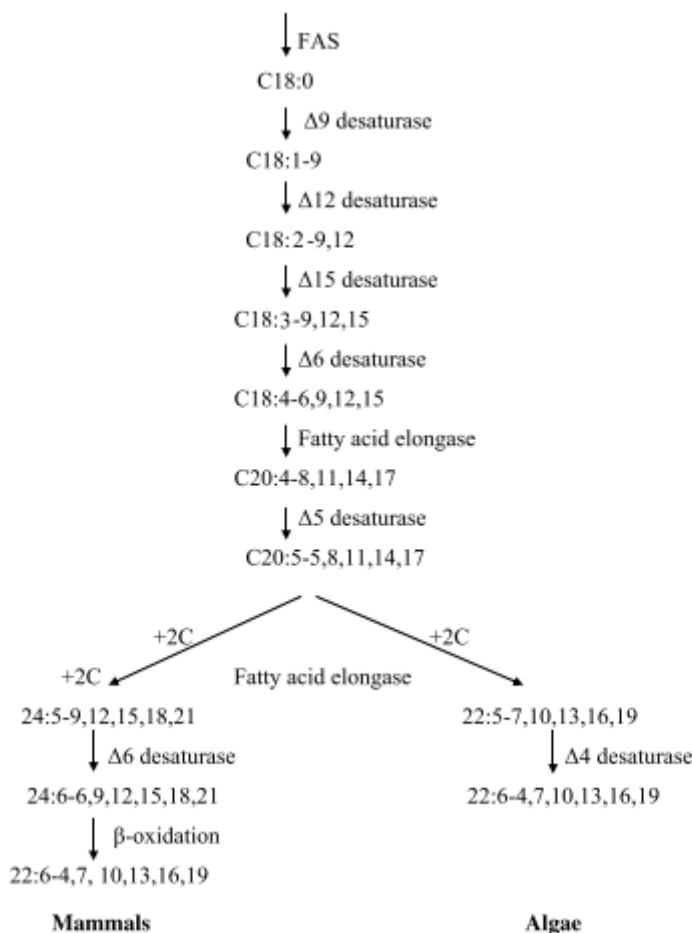 FAS
C18:0
Δ9 desaturase
C18:1-9
Δ12 desaturase
C18:2-9,12
Δ15 desaturase
C18:3-9,12,15
Δ6 desaturase
C18:4-6,9,12,15
Fatty acid elongase
C20:4-8,11,14,17
Δ5 desaturase
C20:5-5,8,11,14,17
+2C +2C
+2C Fatty acid elongase
24:5-9,12,15,18,21 22:5-7,10,13,16,19
Δ6 desaturase Δ4 desaturase
24:6-6,9,12,15,18,21 22:6-4,7,10,13,16,19
β-oxidation
22:6-4,7, 10,13,16,19
Mammals Algae